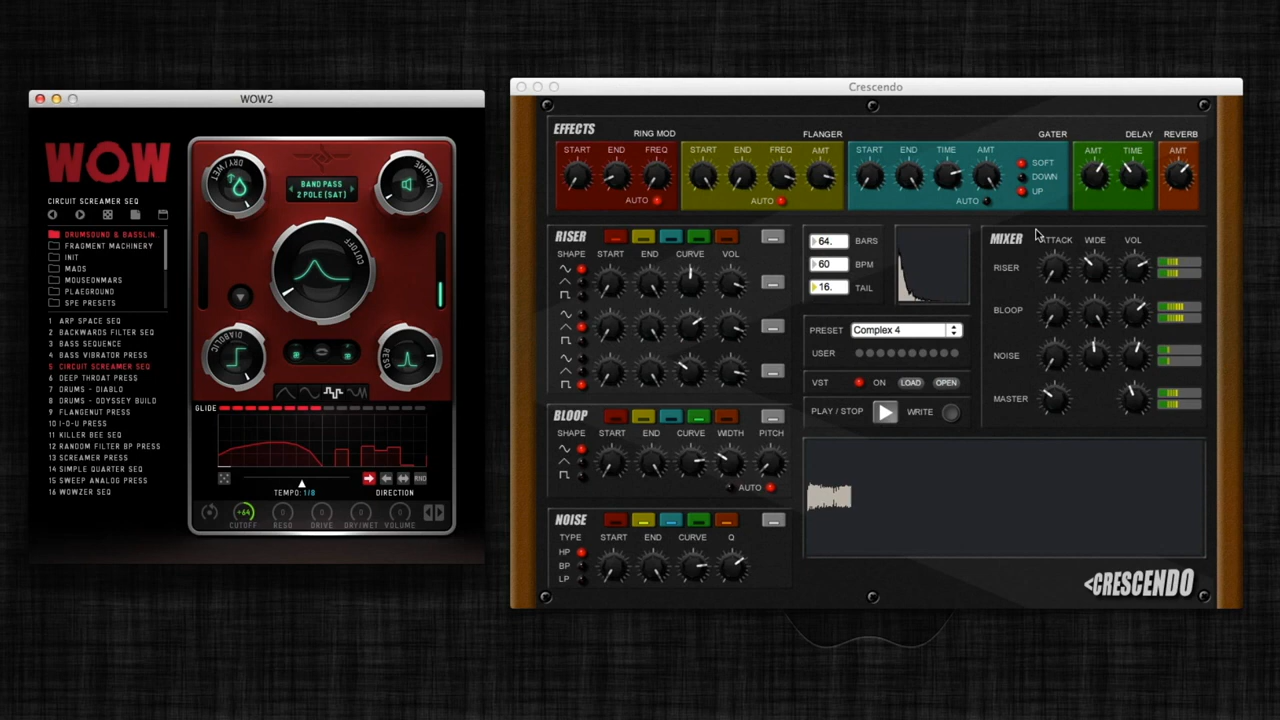 WOW2
WOW
CIRCUIT SCREAMER SEQ
DRUMSOUND & BASSLIN.
FRAGMENT MACHINERY
INIT
MADS
MOUSEONMARS
PLAEGROUND
SPE PRESETS
1 ARP SPACE SEQ
2 BACKWARDS FILTER SEQ
3 BASS SEQUENCE
4 BASS VIBRATOR PRESS
5 CIRCUIT SCREAMER SEQ
6 DEEP THROAT PRESS
7 DRUMS - DIABLO
8 DRUMS - ODYSSEY BUILD
9 FLANGENUT PRESS
10 I-O-U PRESS
11 KILLER BEE SEQ
12 RANDOM FILTER BP PRESS
13 SCREAMER PRESS
14 SIMPLE QUARTER SEQ
15 SWEEP ANALOG PRESS
16 WOWZER SEQ
DRY/WET
BAND PASS
2 POLE (SAT)
VOLUME
CUTOFF
DIABOLIC
RESO
GLIDE
RND
TEMPO: 1/8
DIRECTION
+64 0 0 0 0
CUTOFF RESO DRIVE DRY/WET VOLUME
Crescendo
EFFECTS
RING MOD
FLANGER
GATER
DELAY
REVERB
START END FREQ
START END FREQ AMT
START END TIME AMT
SOFT
DOWN
UP
AMT TIME
AMT
AUTO
AUTO
AUTO
RISER
SHAPE START END CURVE VOL
64. BARS
60 BPM
16. TAIL
PRESET Complex 4
USER
VST ON LOAD OPEN
PLAY / STOP WRITE
MIXER
ATTACK WIDE VOL
RISER
BLOOP
NOISE
MASTER
BLOOP
SHAPE START END CURVE WIDTH PITCH
AUTO
NOISE
TYPE START END CURVE Q
HP
BP
LP
<CRESCENDO